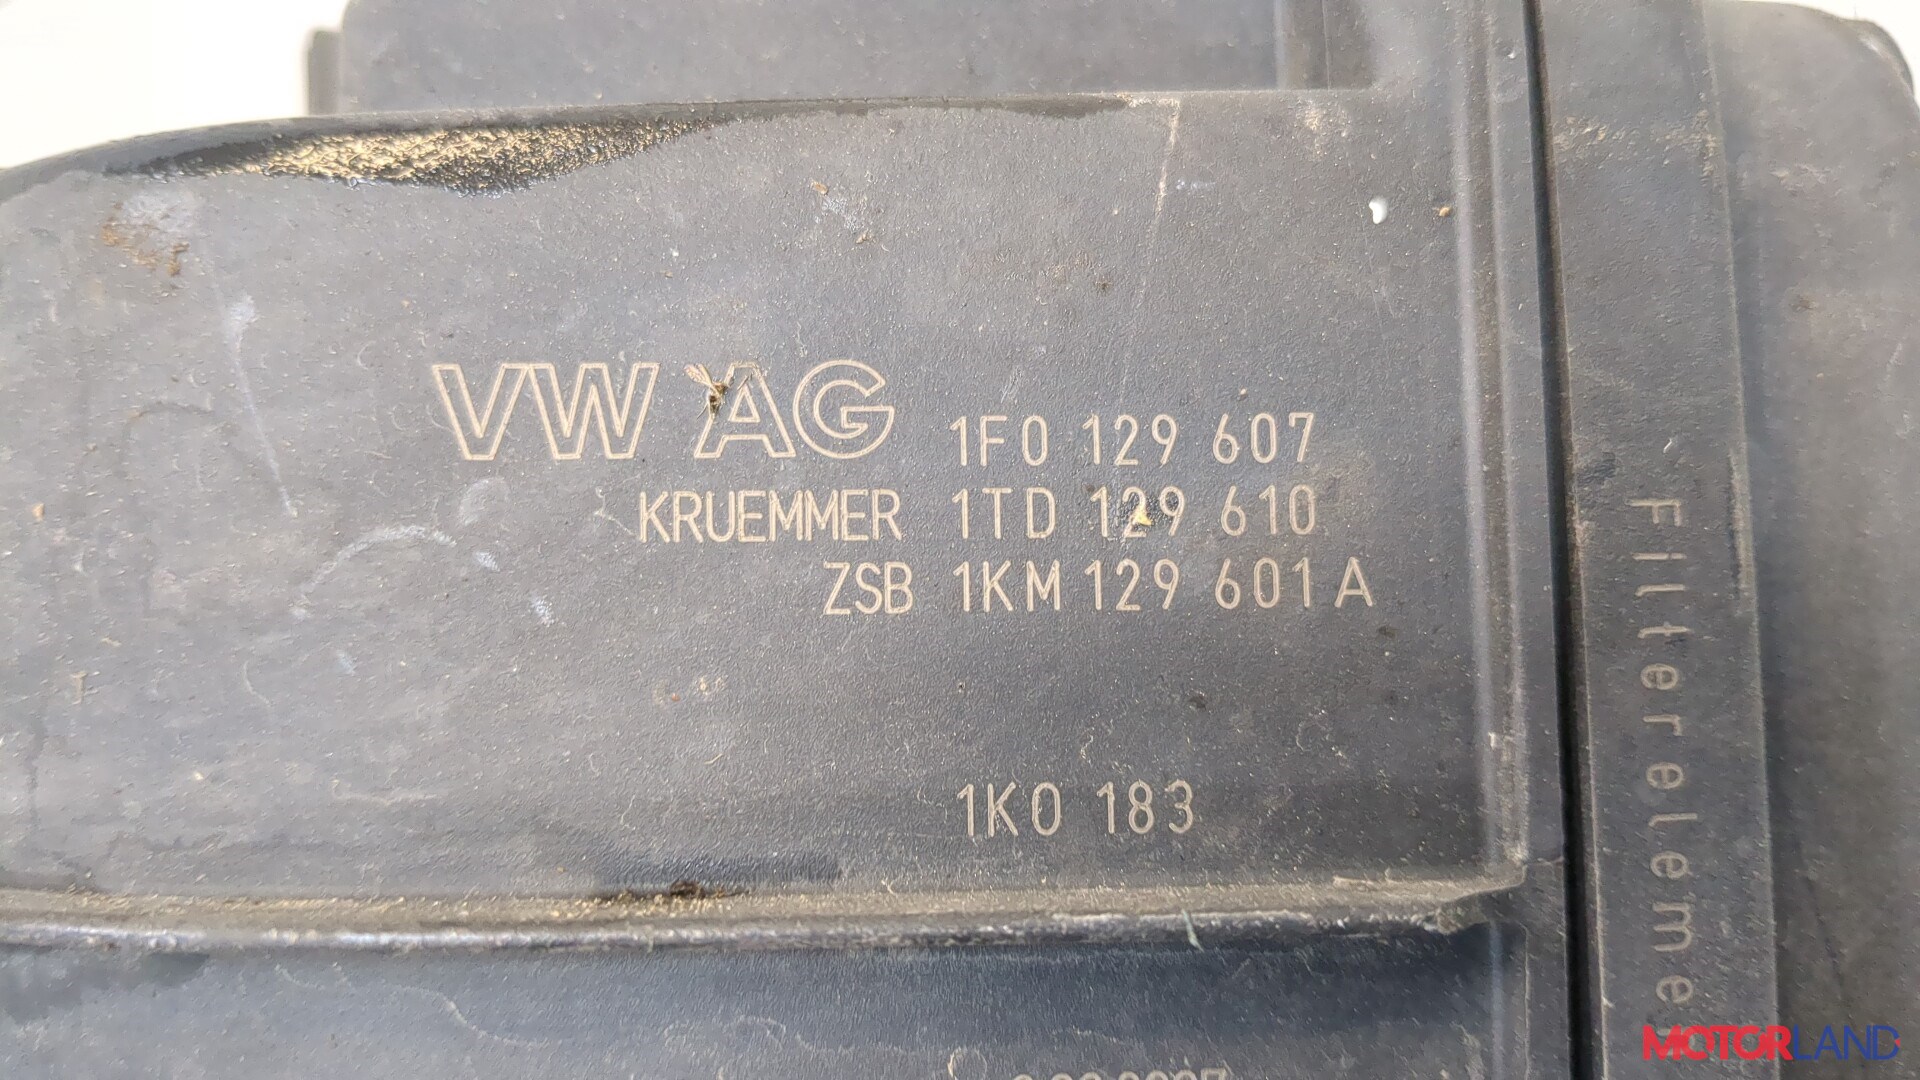 VW AG 1F0 129 607
KRUEMMER 1TD 129 610
ZSB 1KM 129 601 A
1K0 183
Filtereleme
MOTORLAND